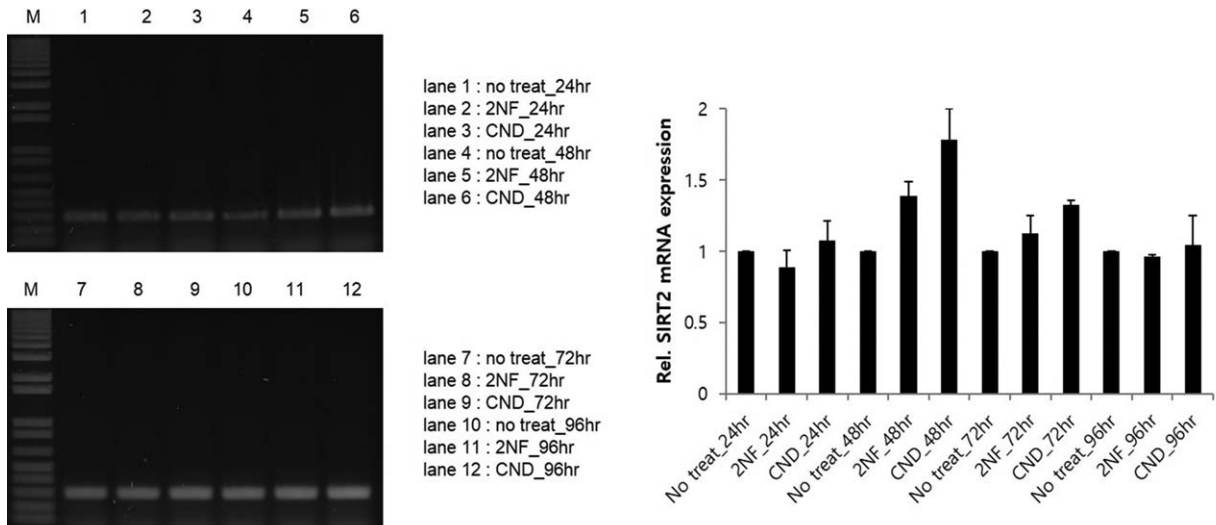 M 1 2 3 4 5 6
lane 1 : no treat_24hr
lane 2 : 2NF_24hr
lane 3 : CND_24hr
lane 4 : no treat_48hr
lane 5 : 2NF_48hr
lane 6 : CND_48hr
M 7 8 9 10 11 12
lane 7 : no treat_72hr
lane 8 : 2NF_72hr
lane 9 : CND_72hr
lane 10 : no treat_96hr
lane 11 : 2NF_96hr
lane 12 : CND_96hr
Rel. SIRT2 mRNA expression
2
1.5
1
0.5
0
No treat_24hr
2NF_24hr
CND_24hr
No treat_48hr
2NF_48hr
CND_48hr
No treat_72hr
2NF_72hr
CND_72hr
No treat_96hr
2NF_96hr
CND_96hr